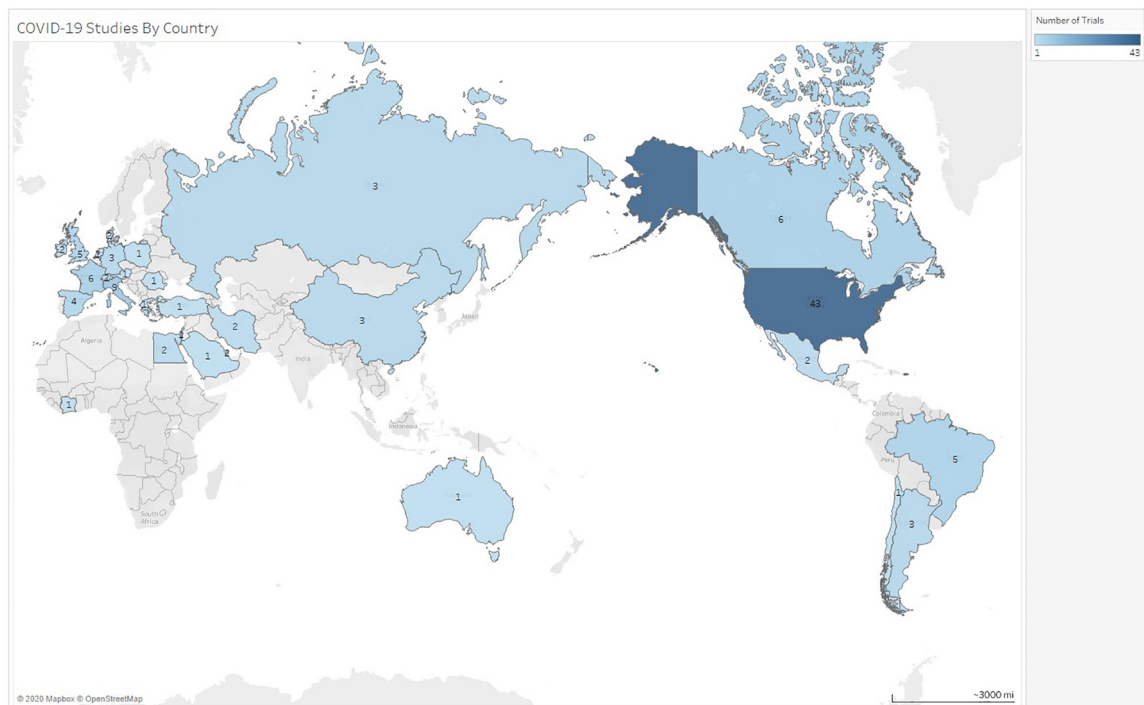 COVID-19 Studies By Country
Number of Trials
1 43
3
6
2
5
2
3
1
6
2
9
1
4
1
1
2
3
43
Japan
Algeria
2
1
2
India
2
1
Colombia
Indonesia
Peru
5
1
1
3
South
Africa
© 2020 Mapbox © OpenStreetMap
~3000 mi